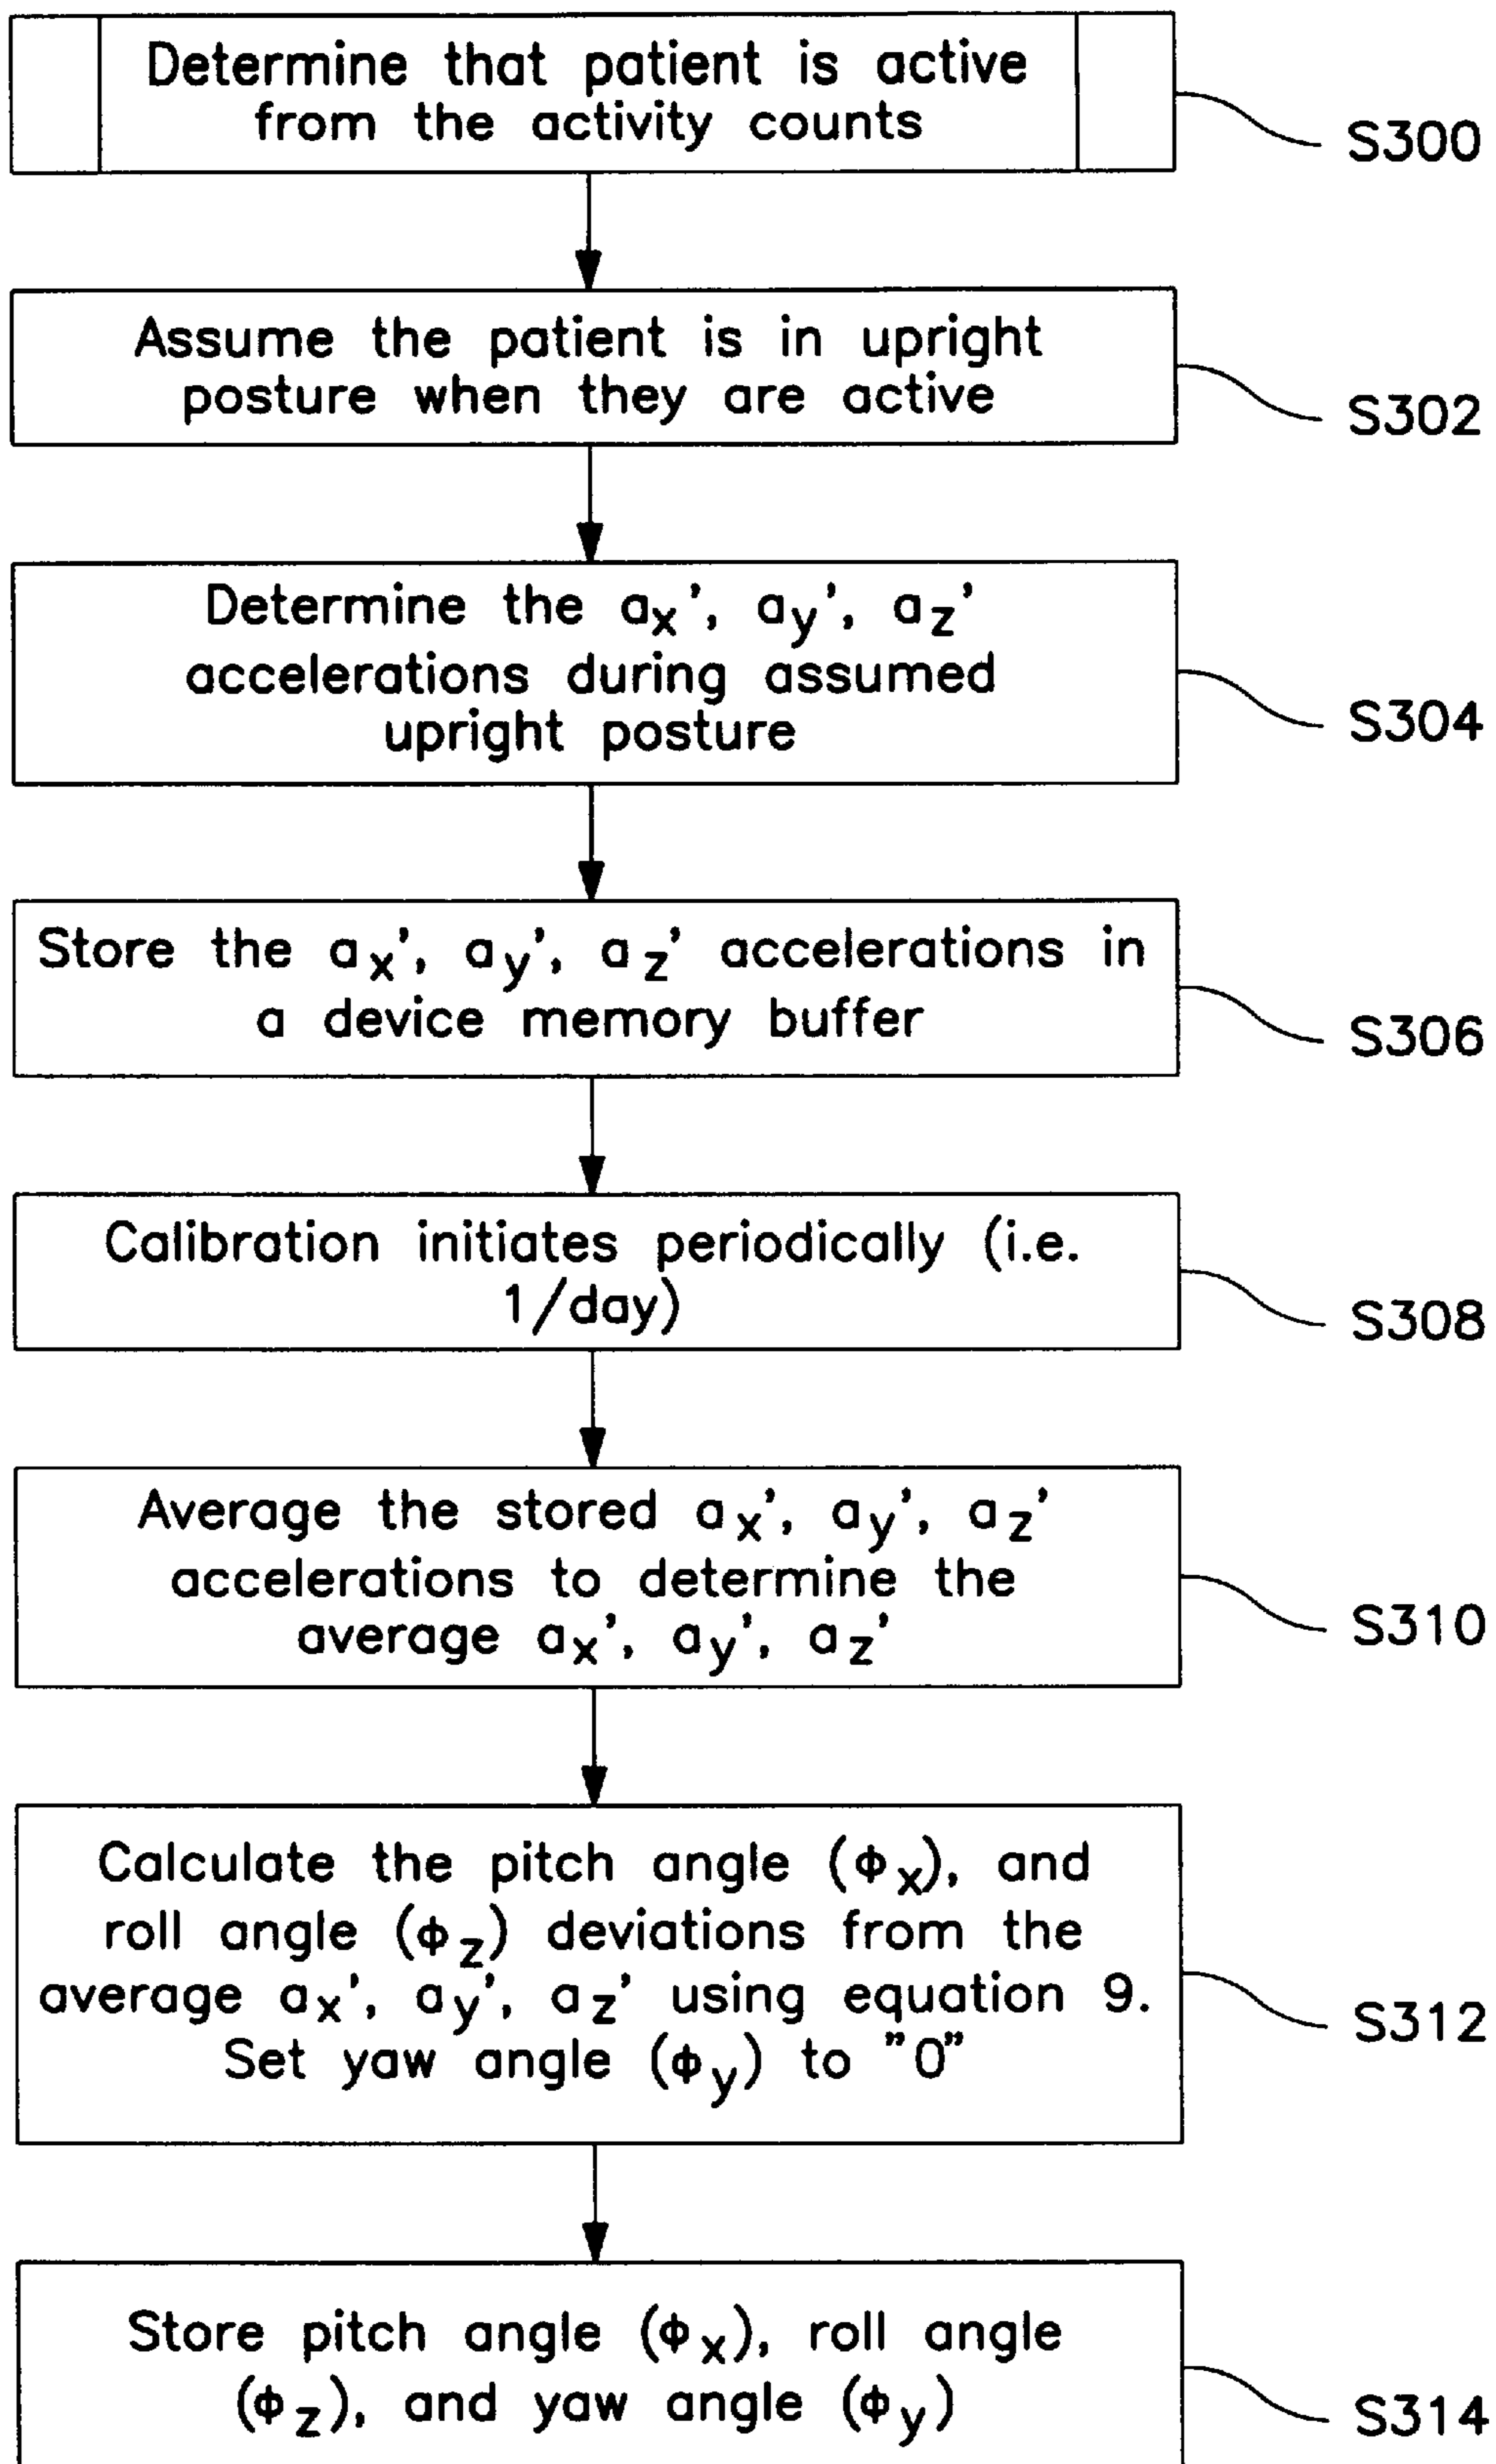 Determine that patient is active
from the activity counts
S300
Assume the patient is in upright
posture when they are active
S302
Determine the ax', ay', az'
accelerations during assumed
upright posture
S304
Store the ax', ay', az' accelerations in
a device memory buffer
S306
Calibration initiates periodically (i.e.
1/day)
S308
Average the stored ax', ay', az'
accelerations to determine the
average ax', ay', az'
S310
Calculate the pitch angle (ϕx), and
roll angle (ϕz) deviations from the
average ax', ay', az' using equation 9.
Set yaw angle (ϕy) to "0"
S312
Store pitch angle (ϕx), roll angle
(ϕz), and yaw angle (ϕy)
S314